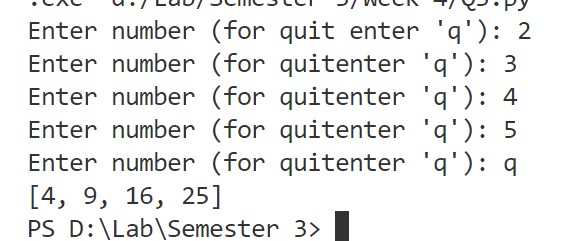 .exe" d:/Lab/Semester 3/Week 4/Q3.py
Enter number (for quit enter 'q'): 2
Enter number (for quitenter 'q'): 3
Enter number (for quitenter 'q'): 4
Enter number (for quitenter 'q'): 5
Enter number (for quitenter 'q'): q
[4, 9, 16, 25]
PS D:\Lab\Semester 3>